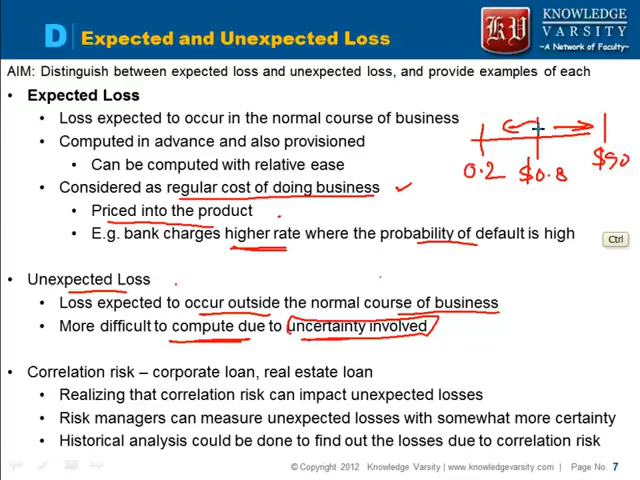 D Expected and Unexpected Loss
KV KNOWLEDGE
VARSITY
~A Network of Faculty~
AIM: Distinguish between expected loss and unexpected loss, and provide examples of each
• Expected Loss
• Loss expected to occur in the normal course of business
• Computed in advance and also provisioned
• Can be computed with relative ease
• Considered as regular cost of doing business
• Priced into the product
• E.g. bank charges higher rate where the probability of default is high
0.2 $0.8 $50
Ctrl
• Unexpected Loss
• Loss expected to occur outside the normal course of business
• More difficult to compute due to uncertainty involved
• Correlation risk – corporate loan, real estate loan
• Realizing that correlation risk can impact unexpected losses
• Risk managers can measure unexpected losses with somewhat more certainty
• Historical analysis could be done to find out the losses due to correlation risk
© Copyright 2012 Knowledge Varsity | www.knowledgevarsity.com | Page No. 7